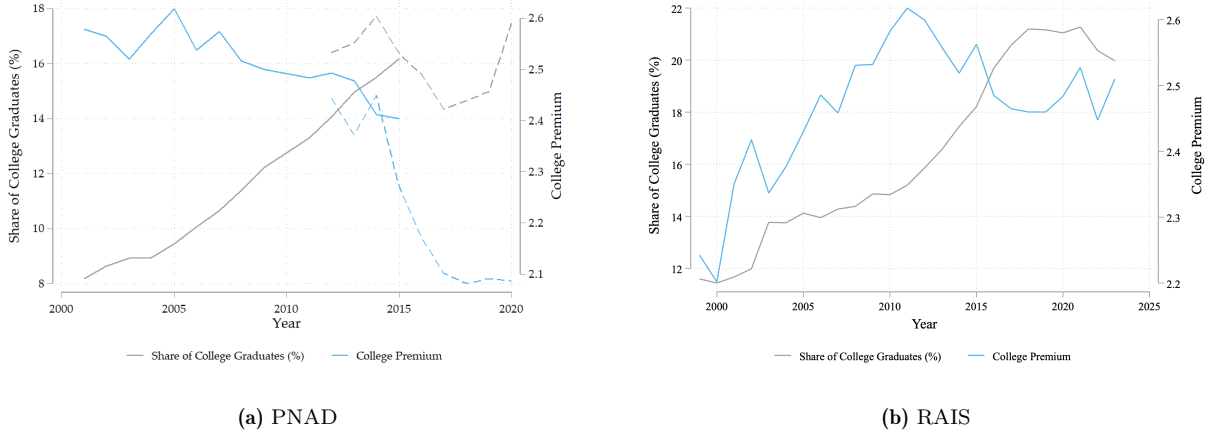 18
16
14
12
10
8
Share of College Graduates (%)
2.6
2.5
2.4
2.3
2.2
2.1
College Premium
2000
2005
2010
2015
2020
Year
Share of College Graduates (%)
College Premium
(a) PNAD
22
20
18
16
14
12
Share of College Graduates (%)
2.6
2.5
2.4
2.3
2.2
College Premium
2000
2005
2010
2015
2020
2025
Year
Share of College Graduates (%)
College Premium
(b) RAIS